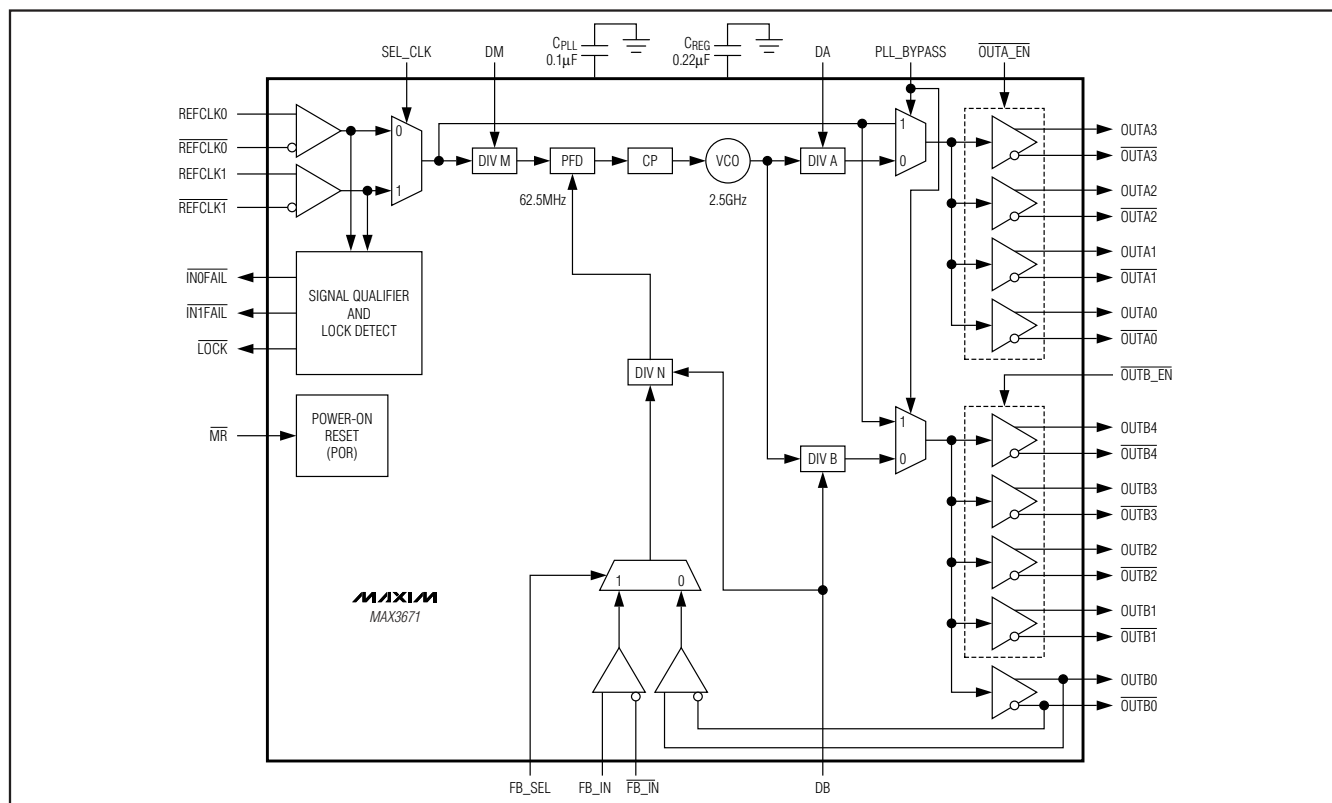 SEL_CLK
DM
CPLL
0.1µF
CREG
0.22µF
DA
PLL_BYPASS
OUTA_EN
REFCLK0
REFCLK0
REFCLK1
REFCLK1
0
1
DIV M
PFD
62.5MHz
CP
VCO
2.5GHz
DIV A
1
0
OUTA3
OUTA3
OUTA2
OUTA2
OUTA1
OUTA1
OUTA0
OUTA0
IN0FAIL
IN1FAIL
LOCK
SIGNAL QUALIFIER
AND
LOCK DETECT
MR
POWER-ON
RESET
(POR)
DIV N
DIV B
1
0
OUTB_EN
OUTB4
OUTB4
OUTB3
OUTB3
OUTB2
OUTB2
OUTB1
OUTB1
OUTB0
OUTB0
1
0
MAXIM
MAX3671
FB_SEL
FB_IN
FB_IN
DB